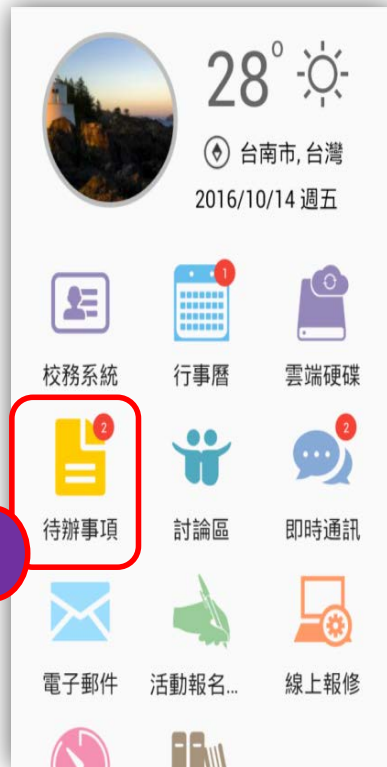 28°
台南市, 台灣
2016/10/14 週五
1
校務系統 行事曆 雲端硬碟
2 2
待辦事項 討論區 即時通訊
電子郵件 活動報名... 線上報修